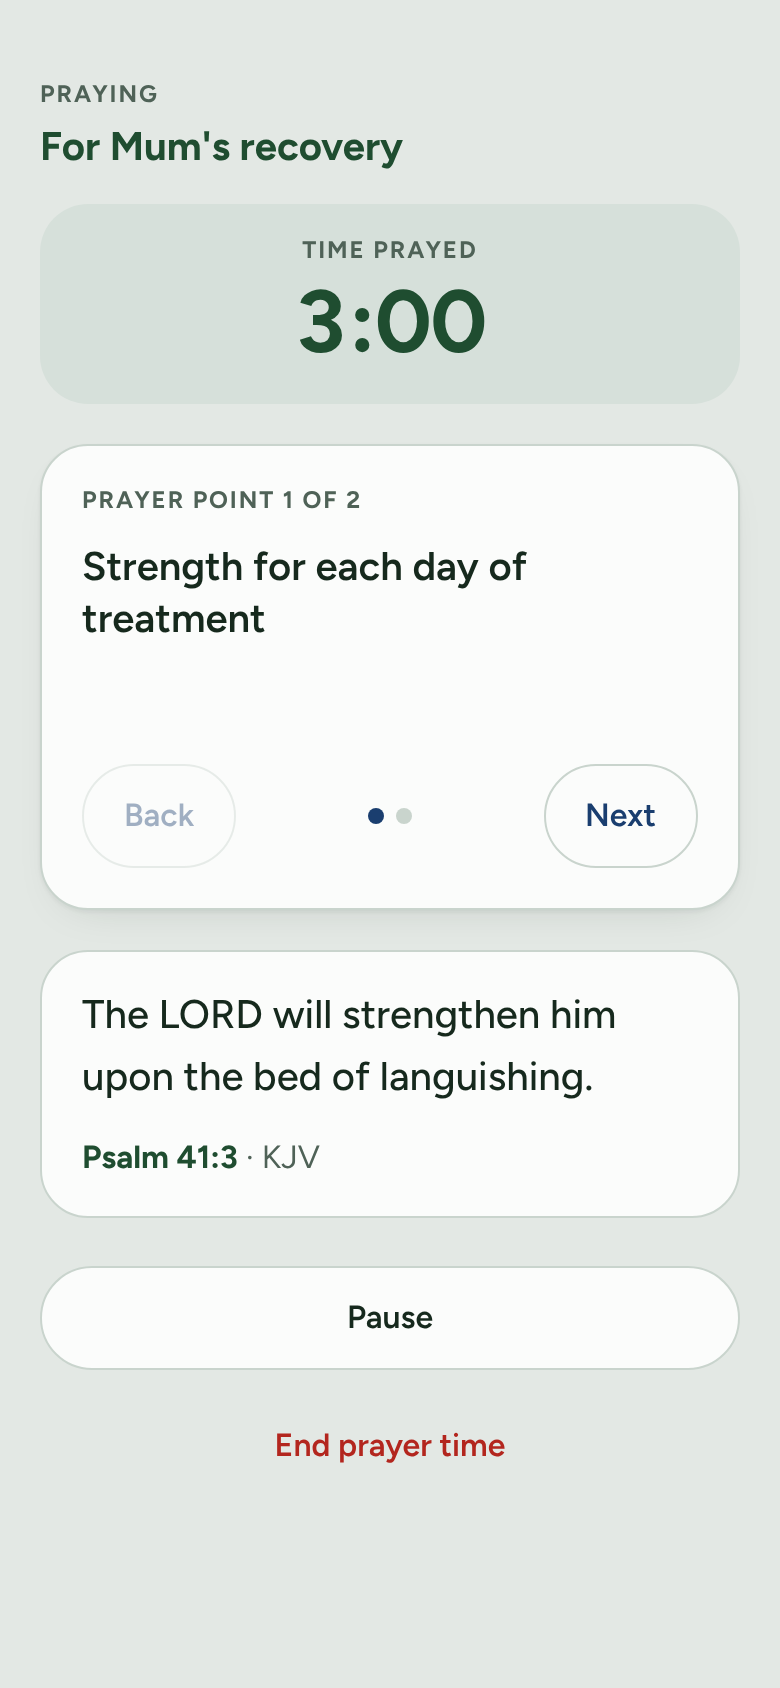 PRAYING
For Mum's recovery
TIME PRAYED
3:00
PRAYER POINT 1 OF 2
Strength for each day of
treatment
Back
Next
The LORD will strengthen him
upon the bed of languishing.
Psalm 41:3 · KJV
Pause
End prayer time